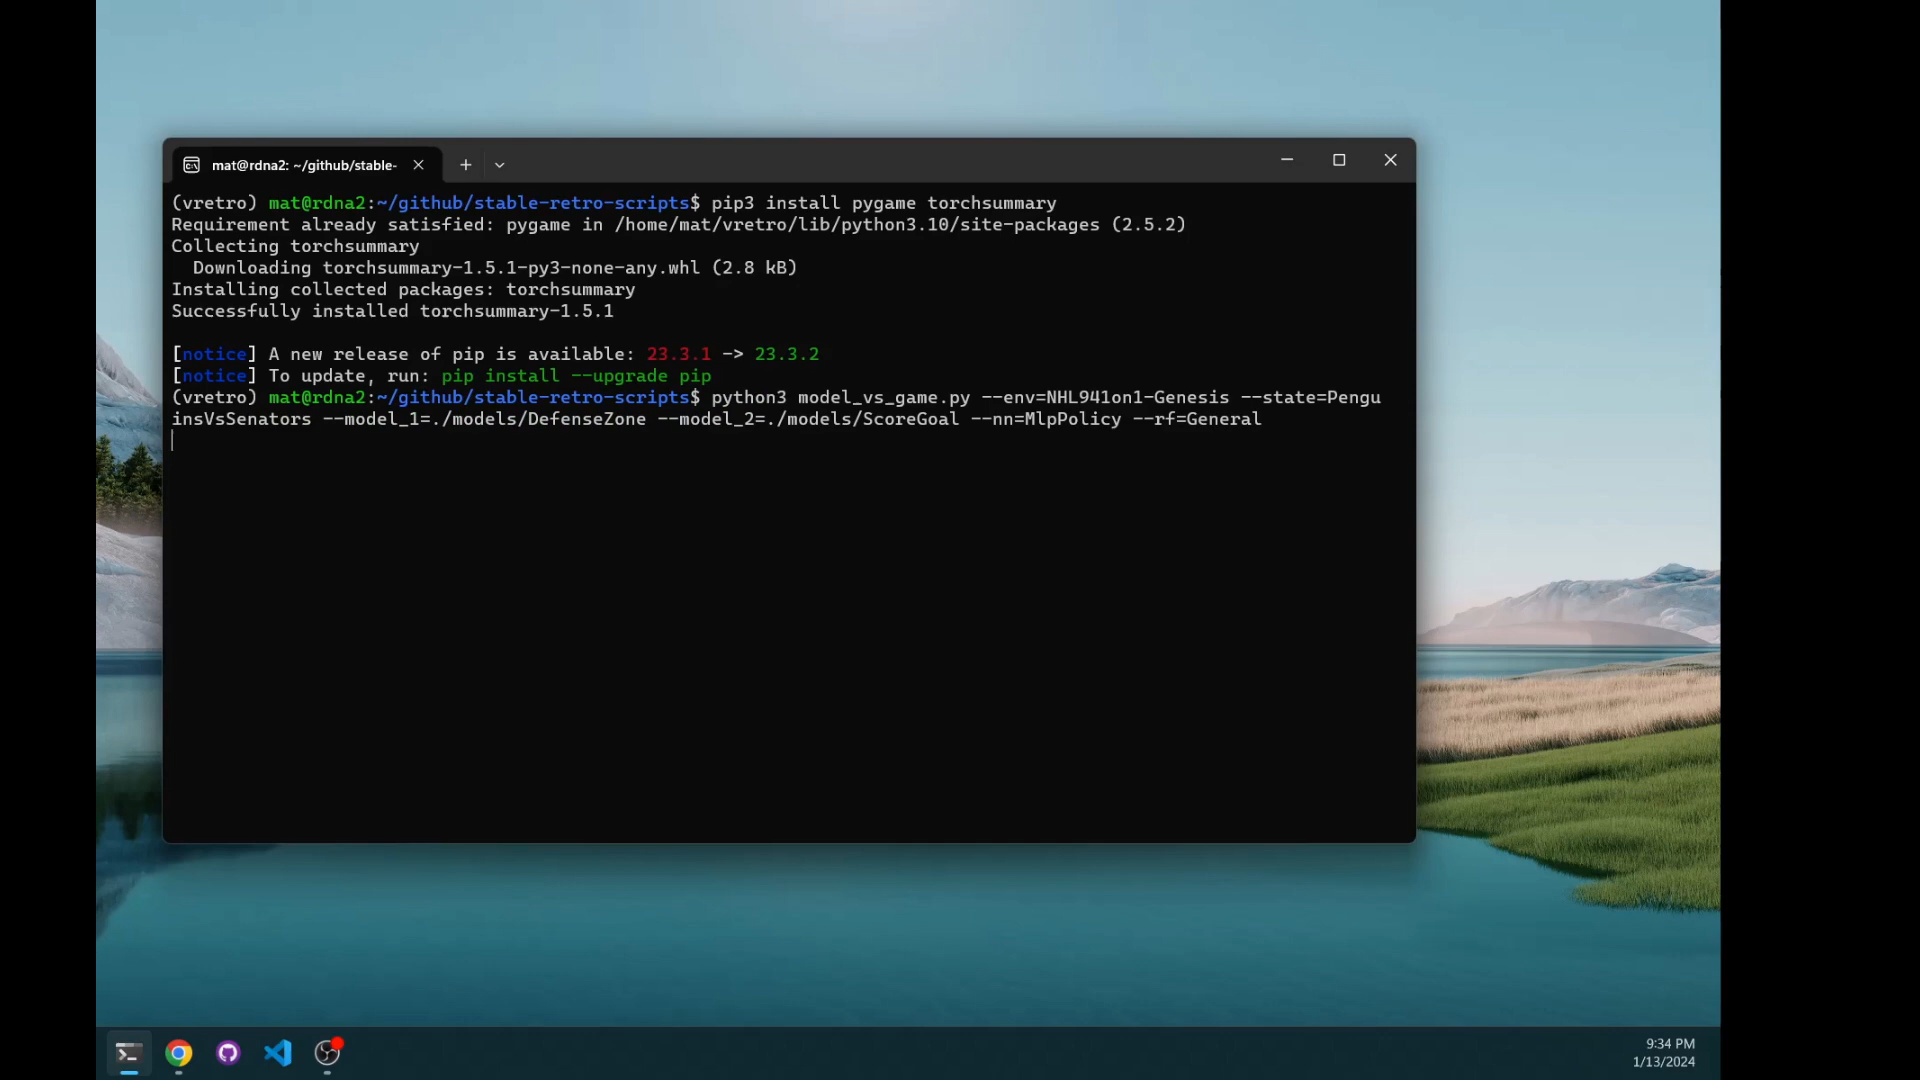 mat@rdna2: ~/github/stable-
(vretro) mat@rdna2:~/github/stable-retro-scripts$ pip3 install pygame torchsummary
Requirement already satisfied: pygame in /home/mat/vretro/lib/python3.10/site-packages (2.5.2)
Collecting torchsummary
  Downloading torchsummary-1.5.1-py3-none-any.whl (2.8 kB)
Installing collected packages: torchsummary
Successfully installed torchsummary-1.5.1
[notice] A new release of pip is available: 23.3.1 -> 23.3.2
[notice] To update, run: pip install --upgrade pip
(vretro) mat@rdna2:~/github/stable-retro-scripts$ python3 model_vs_game.py --env=NHL941on1-Genesis --state=Pengu
insVsSenators --model_1=./models/DefenseZone --model_2=./models/ScoreGoal --nn=MlpPolicy --rf=General
9:34 PM
1/13/2024